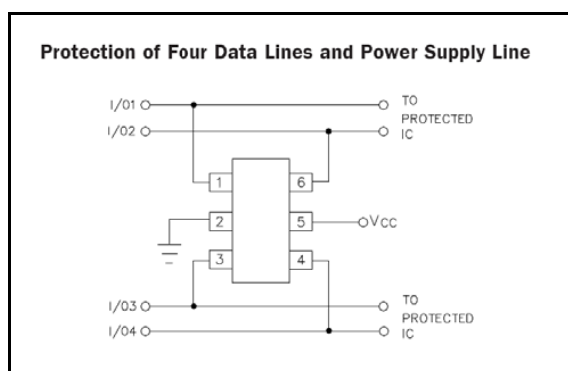 Protection of Four Data Lines and Power Supply Line
I/01
TO
PROTECTED
I/02
IC
1
6
2
5
Vcc
3
4
I/03
TO
PROTECTED
I/04
IC